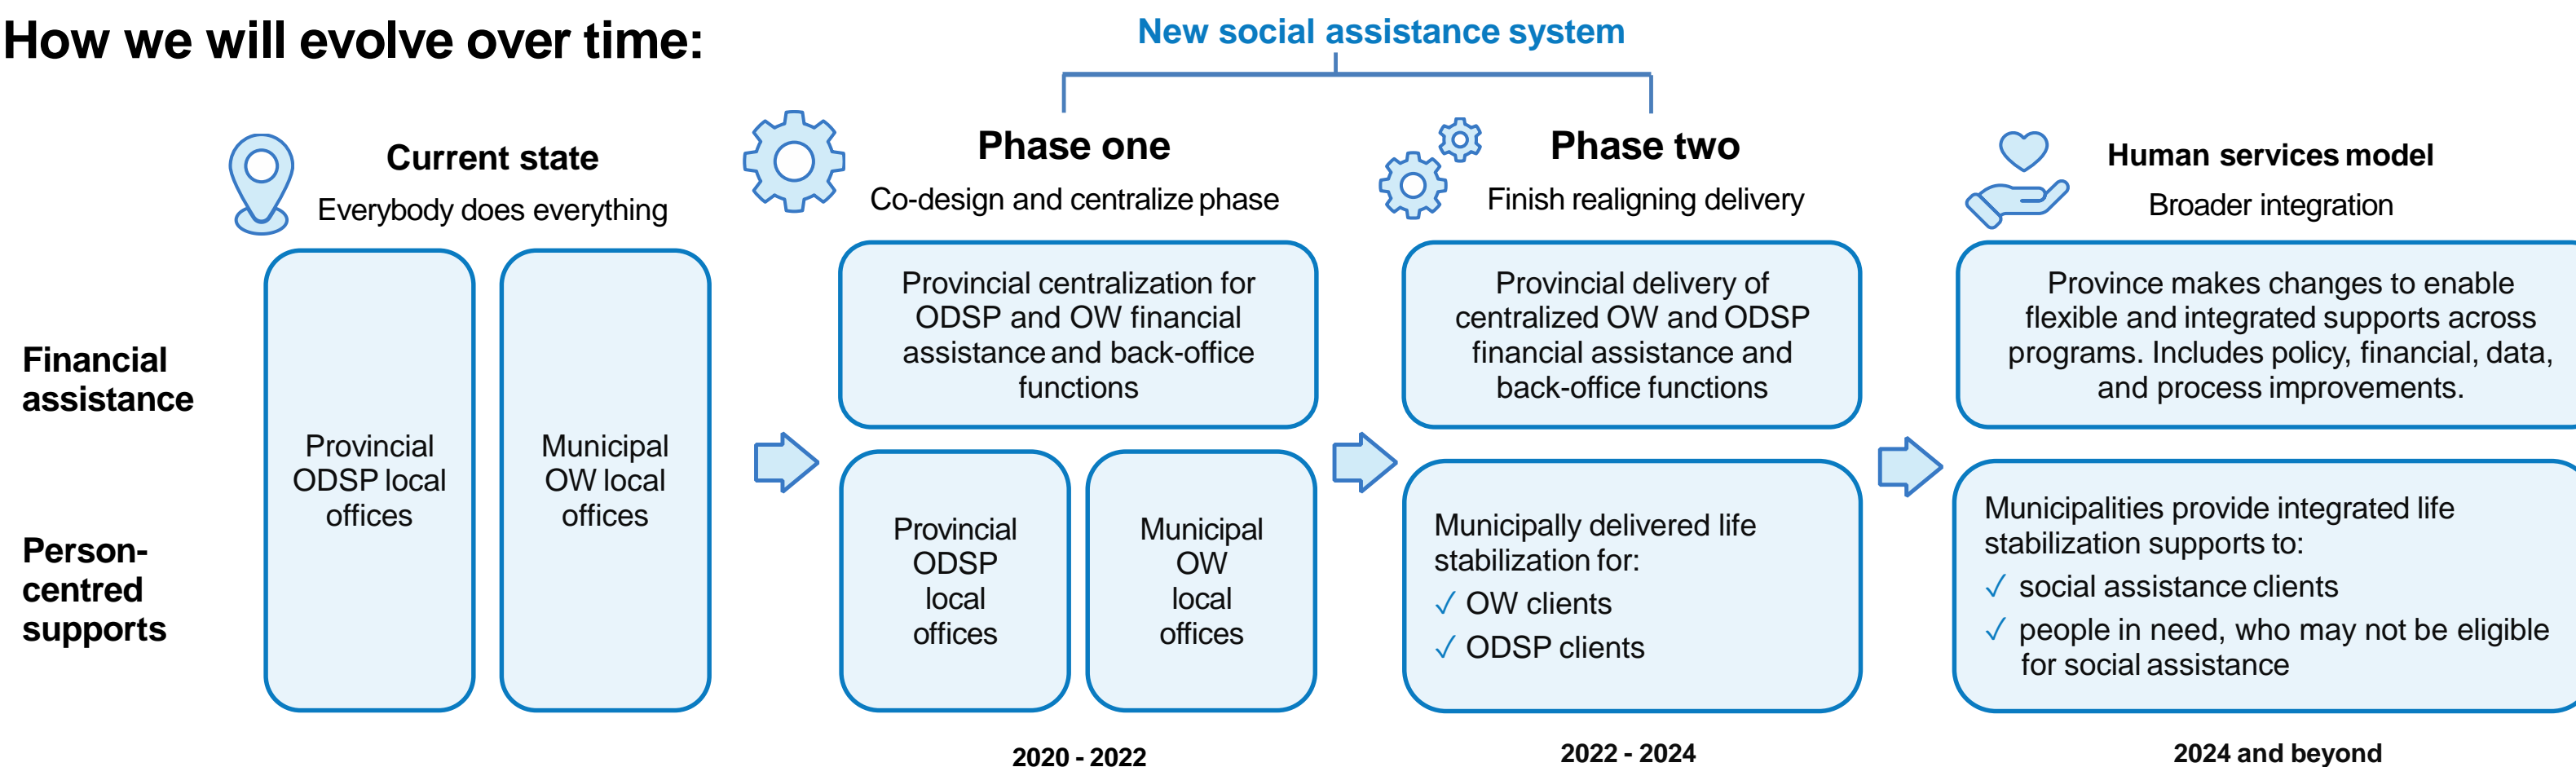 How we will evolve over time:
New social assistance system
Current state
Everybody does everything
Phase one
Co-design and centralize phase
Phase two
Finish realigning delivery
Human services model
Broader integration
Financial
assistance
Person-
centred
supports
Provincial
ODSP local
offices
Municipal
OW local
offices
Provincial centralization for
ODSP and OW financial
assistance and back-office
functions
Provincial
ODSP
local
offices
Municipal
OW
local
offices
2020 - 2022
Provincial delivery of
centralized OW and ODSP
financial assistance and
back-office functions
Municipally delivered life
stabilization for:
✓ OW clients
✓ ODSP clients
2022 - 2024
Province makes changes to enable
flexible and integrated supports across
programs. Includes policy, financial, data,
and process improvements.
Municipalities provide integrated life
stabilization supports to:
✓ social assistance clients
✓ people in need, who may not be eligible
for social assistance
2024 and beyond